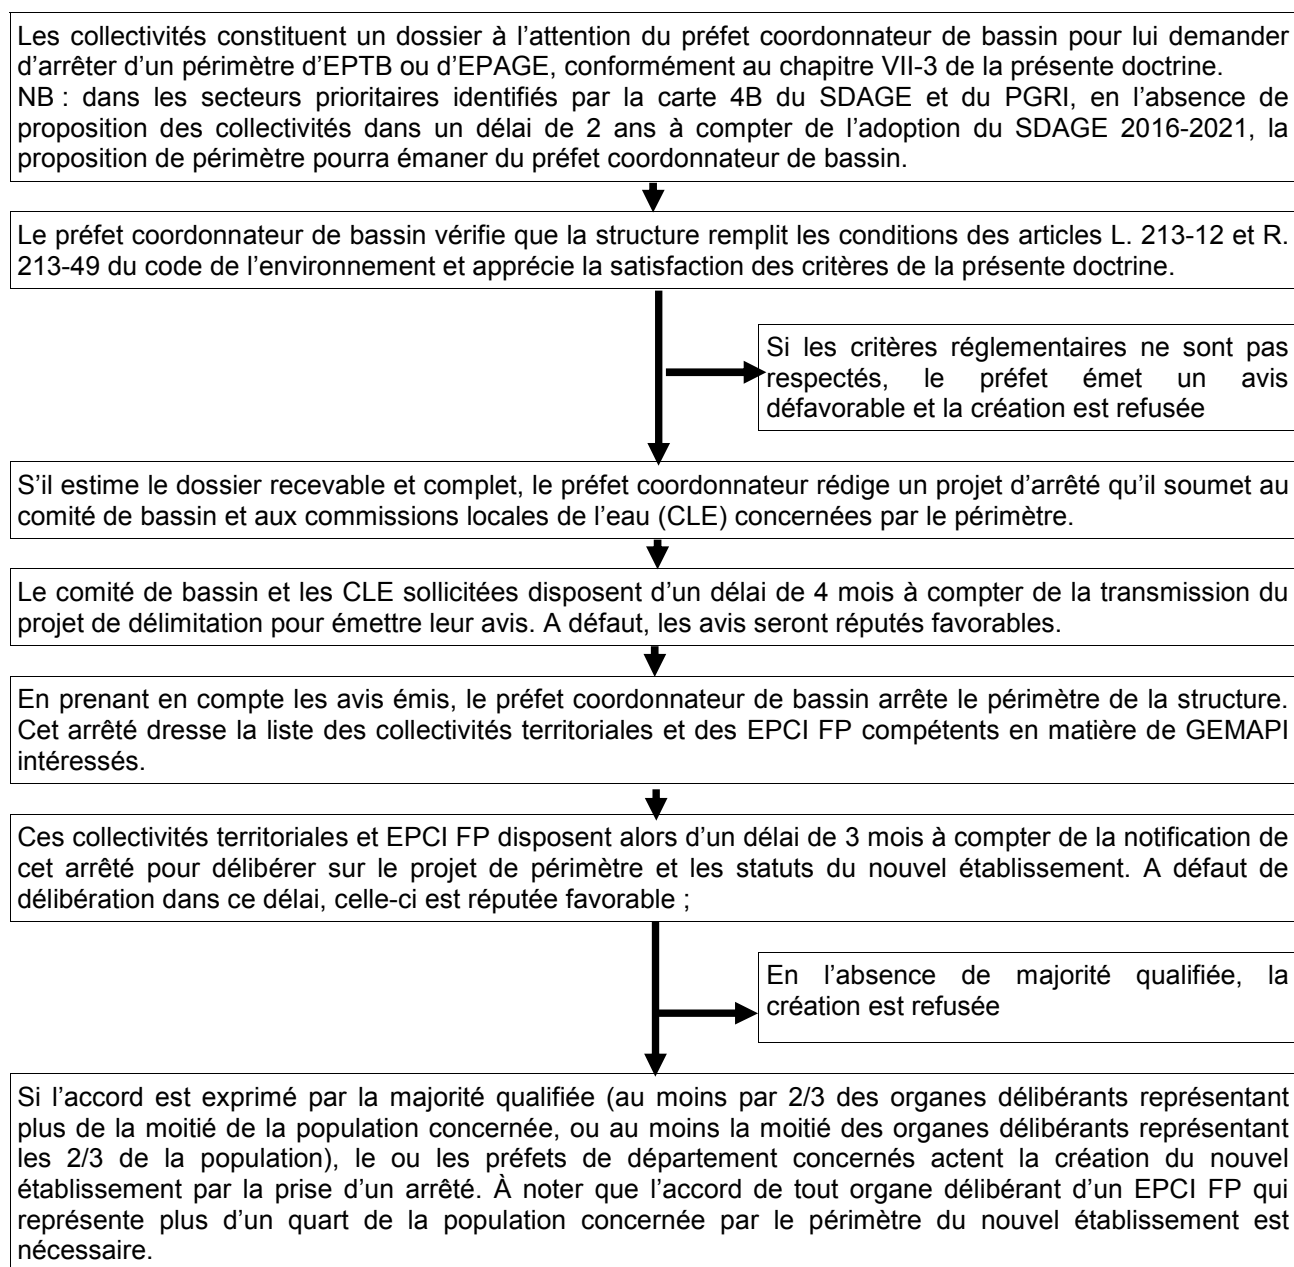 Les collectivités constituent un dossier à l’attention du préfet coordonnateur de bassin pour lui demander
d’arrêter d’un périmètre d’EPTB ou d’EPAGE, conformément au chapitre VII-3 de la présente doctrine.
NB : dans les secteurs prioritaires identifiés par la carte 4B du SDAGE et du PGRI, en l’absence de
proposition des collectivités dans un délai de 2 ans à compter de l’adoption du SDAGE 2016-2021, la
proposition de périmètre pourra émaner du préfet coordonnateur de bassin.
Le préfet coordonnateur de bassin vérifie que la structure remplit les conditions des articles L. 213-12 et R.
213-49 du code de l’environnement et apprécie la satisfaction des critères de la présente doctrine.
Si les critères réglementaires ne sont pas
respectés, le préfet émet un avis
défavorable et la création est refusée
S’il estime le dossier recevable et complet, le préfet coordonnateur rédige un projet d’arrêté qu’il soumet au
comité de bassin et aux commissions locales de l’eau (CLE) concernées par le périmètre.
Le comité de bassin et les CLE sollicitées disposent d’un délai de 4 mois à compter de la transmission du
projet de délimitation pour émettre leur avis. A défaut, les avis seront réputés favorables.
En prenant en compte les avis émis, le préfet coordonnateur de bassin arrête le périmètre de la structure.
Cet arrêté dresse la liste des collectivités territoriales et des EPCI FP compétents en matière de GEMAPI
intéressés.
Ces collectivités territoriales et EPCI FP disposent alors d’un délai de 3 mois à compter de la notification de
cet arrêté pour délibérer sur le projet de périmètre et les statuts du nouvel établissement. A défaut de
délibération dans ce délai, celle-ci est réputée favorable ;
En l’absence de majorité qualifiée, la
création est refusée
Si l’accord est exprimé par la majorité qualifiée (au moins par 2/3 des organes délibérants représentant
plus de la moitié de la population concernée, ou au moins la moitié des organes délibérants représentant
les 2/3 de la population), le ou les préfets de département concernés actent la création du nouvel
établissement par la prise d’un arrêté. À noter que l’accord de tout organe délibérant d’un EPCI FP qui
représente plus d’un quart de la population concernée par le périmètre du nouvel établissement est
nécessaire.